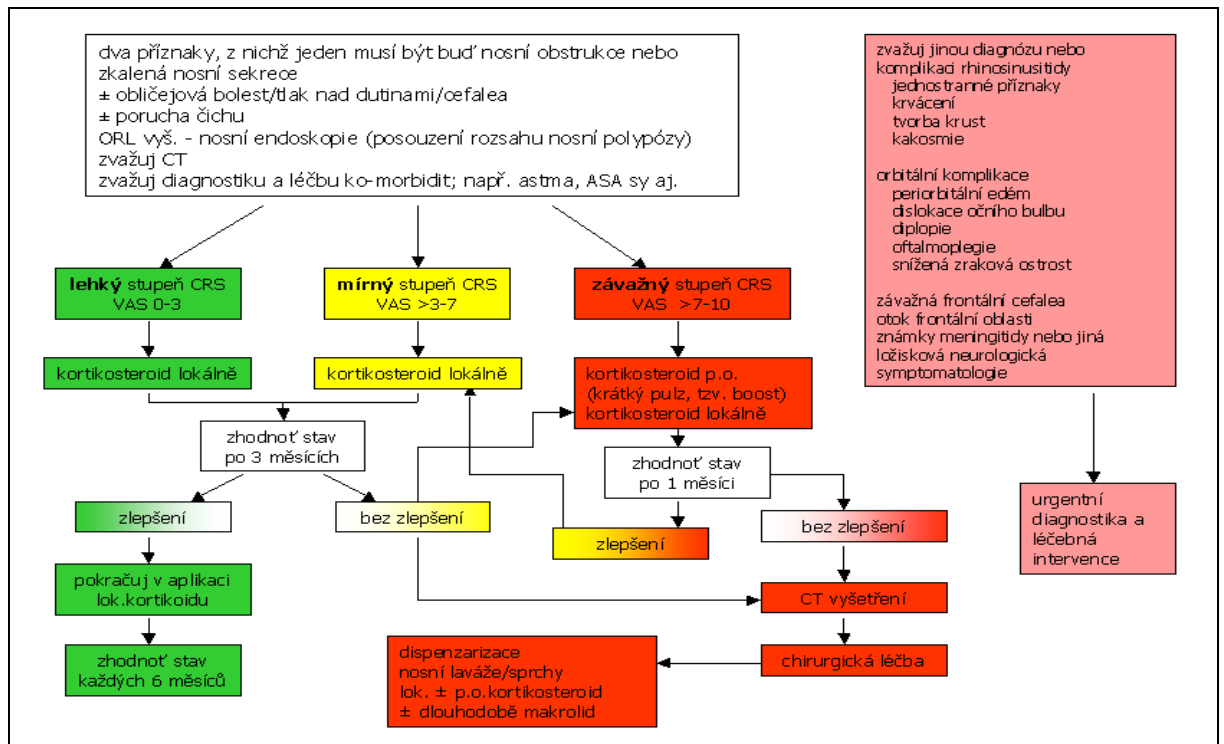 dva příznaky, z nichž jeden musí být buď nosní obstrukce nebo
zkalená nosní sekrece
± obličejová bolest/tlak nad dutinami/cefalea
± porucha čichu
ORL vyš. - nosní endoskopie (posouzení rozsahu nosní polypózy)
zvažuj CT
zvažuj diagnostiku a léčbu ko-morbidit; např. astma, ASA sy aj.
zvažuj jinou diagnózu nebo
komplikaci rhinosinusitidy
jednostranné příznaky
krvácení
tvorba krust
kakosmie
orbitální komplikace
periorbitální edém
dislokace očního bulbu
diplopie
oftalmoplegie
snížená zraková ostrost
závažná frontální cefalea
otok frontální oblasti
známky meningitidy nebo jiná
ložisková neurologická
symptomatologie
lehký stupeň CRS
VAS 0-3
mírný stupeň CRS
VAS >3-7
závažný stupeň CRS
VAS >7-10
kortikosteroid lokálně
kortikosteroid lokálně
kortikosteroid p.o.
(krátký pulz, tzv. boost)
kortikosteroid lokálně
zhodnoť stav
po 3 měsících
zhodnoť stav
po 1 měsíci
zlepšení
bez zlepšení
zlepšení
bez zlepšení
urgentní
diagnostika a
léčebná
intervence
pokračuj v aplikaci
lok.kortikoidu
CT vyšetření
zhodnoť stav
každých 6 měsíců
dispenzarizace
nosní laváže/sprchy
lok. ± p.o.kortikosteroid
± dlouhodobě makrolid
chirurgická léčba